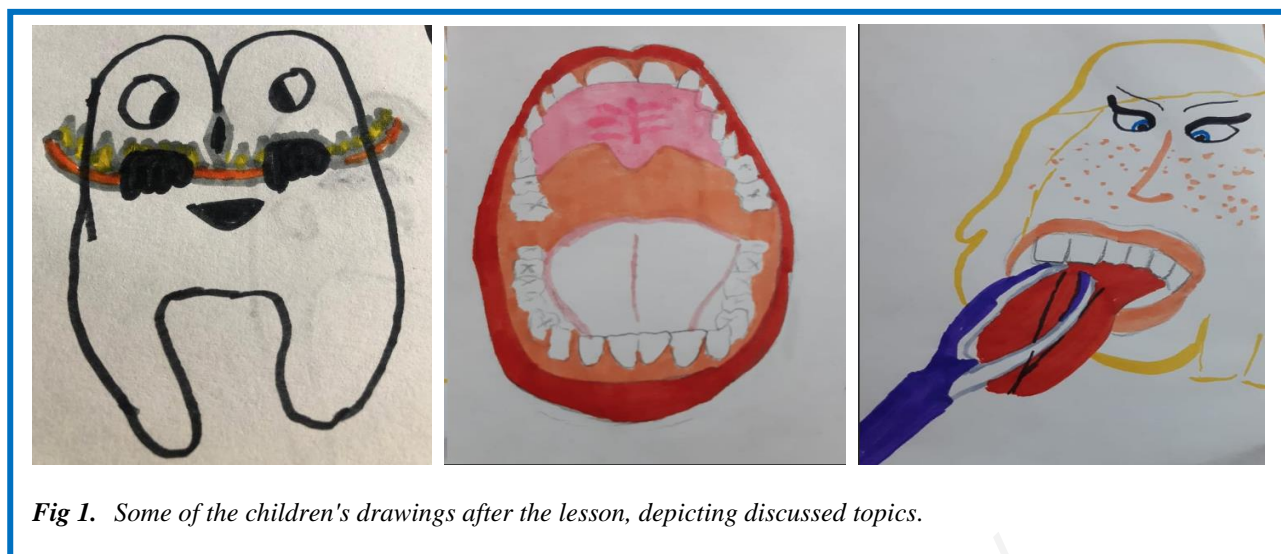 Fig 1. Some of the children's drawings after the lesson, depicting discussed topics.